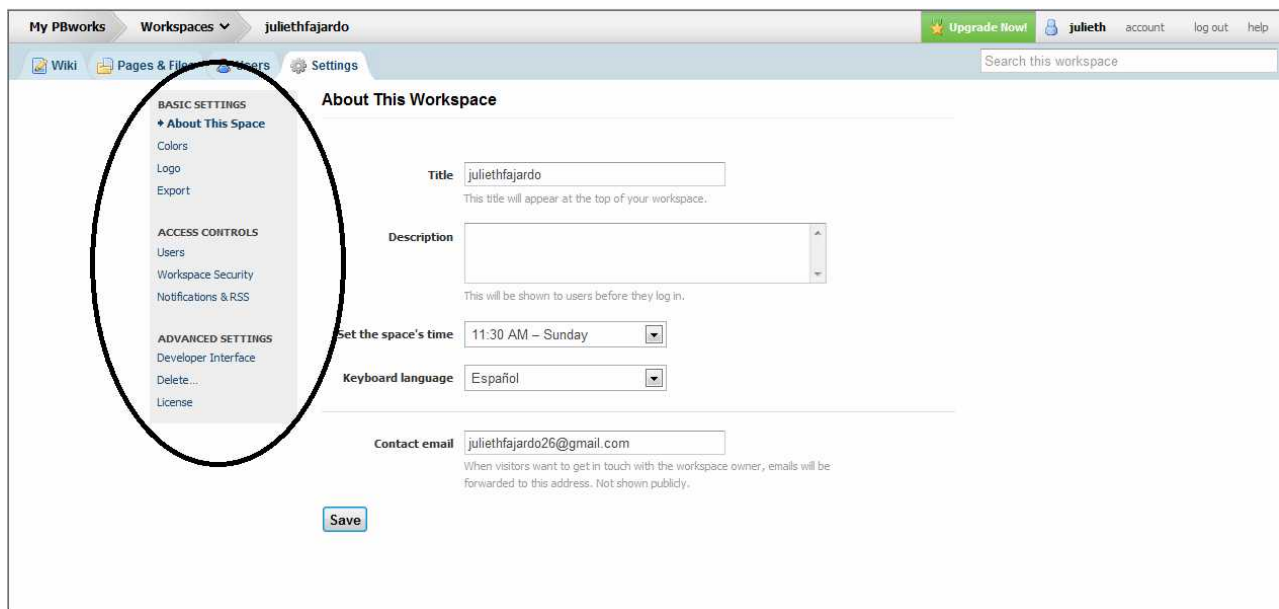 My PBworks Workspaces juliethfajardo Upgrade Now! julieth account log out help
Wiki Pages & Files Users Settings Search this workspace
BASIC SETTINGS
About This Space
Colors
Logo
Export
ACCESS CONTROLS
Users
Workspace Security
Notifications & RSS
ADVANCED SETTINGS
Developer Interface
Delete...
License
About This Workspace
Title juliethfajardo
This title will appear at the top of your workspace.
Description
This will be shown to users before they log in.
Set the space's time 11:30 AM – Sunday
Keyboard language Español
Contact email juliethfajardo26@gmail.com
When visitors want to get in touch with the workspace owner, emails will be
forwarded to this address. Not shown publicly.
Save